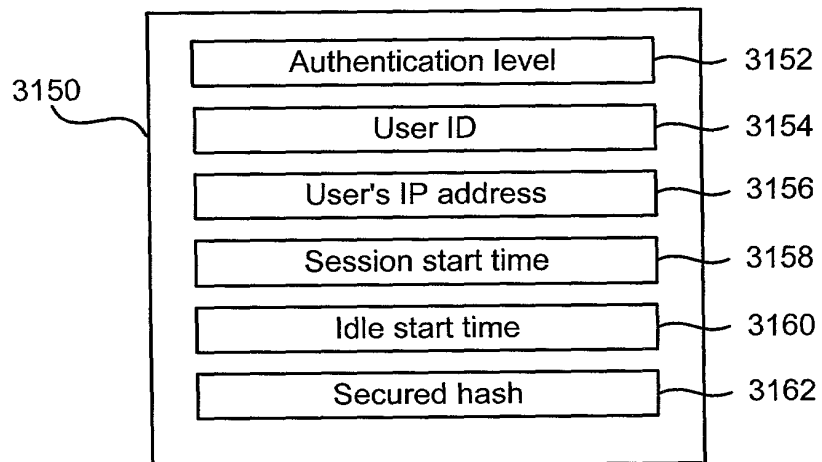 Authentication level 3152
3150
User ID 3154
User's IP address 3156
Session start time 3158
Idle start time 3160
Secured hash 3162